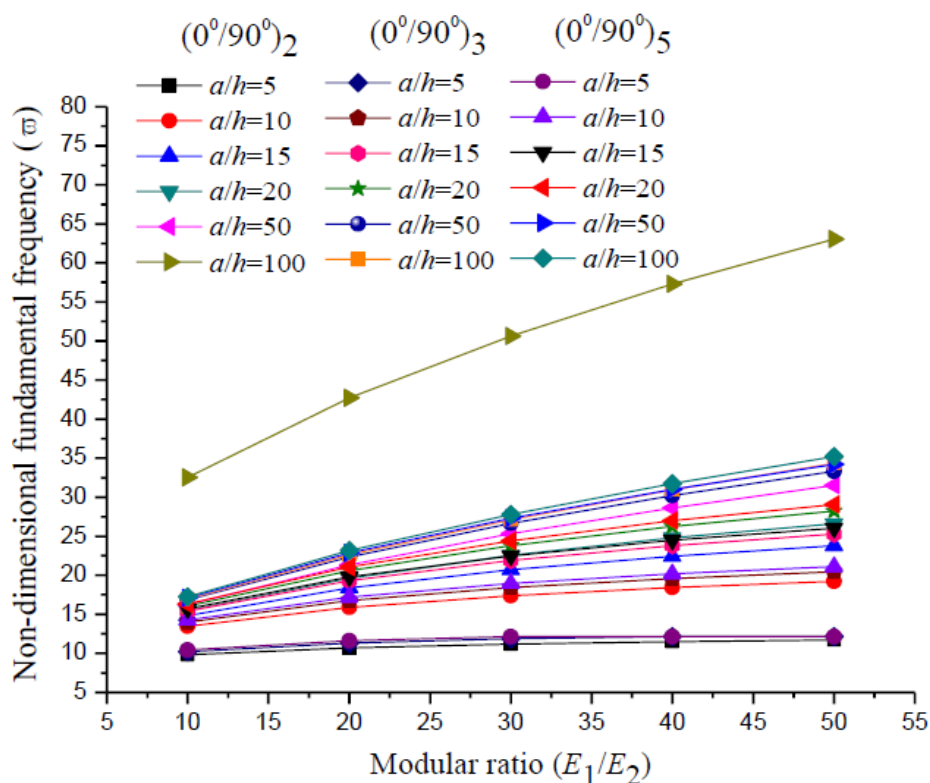 (0⁰/90⁰)₂ (0⁰/90⁰)₃ (0⁰/90⁰)₅
a/h=5 a/h=5 a/h=5
a/h=10 a/h=10 a/h=10
a/h=15 a/h=15 a/h=15
a/h=20 a/h=20 a/h=20
a/h=50 a/h=50 a/h=50
a/h=100 a/h=100 a/h=100
Non-dimensional fundamental frequency (ϖ)
80
75
70
65
60
55
50
45
40
35
30
25
20
15
10
5
5 10 15 20 25 30 35 40 45 50 55
Modular ratio (E₁/E₂)